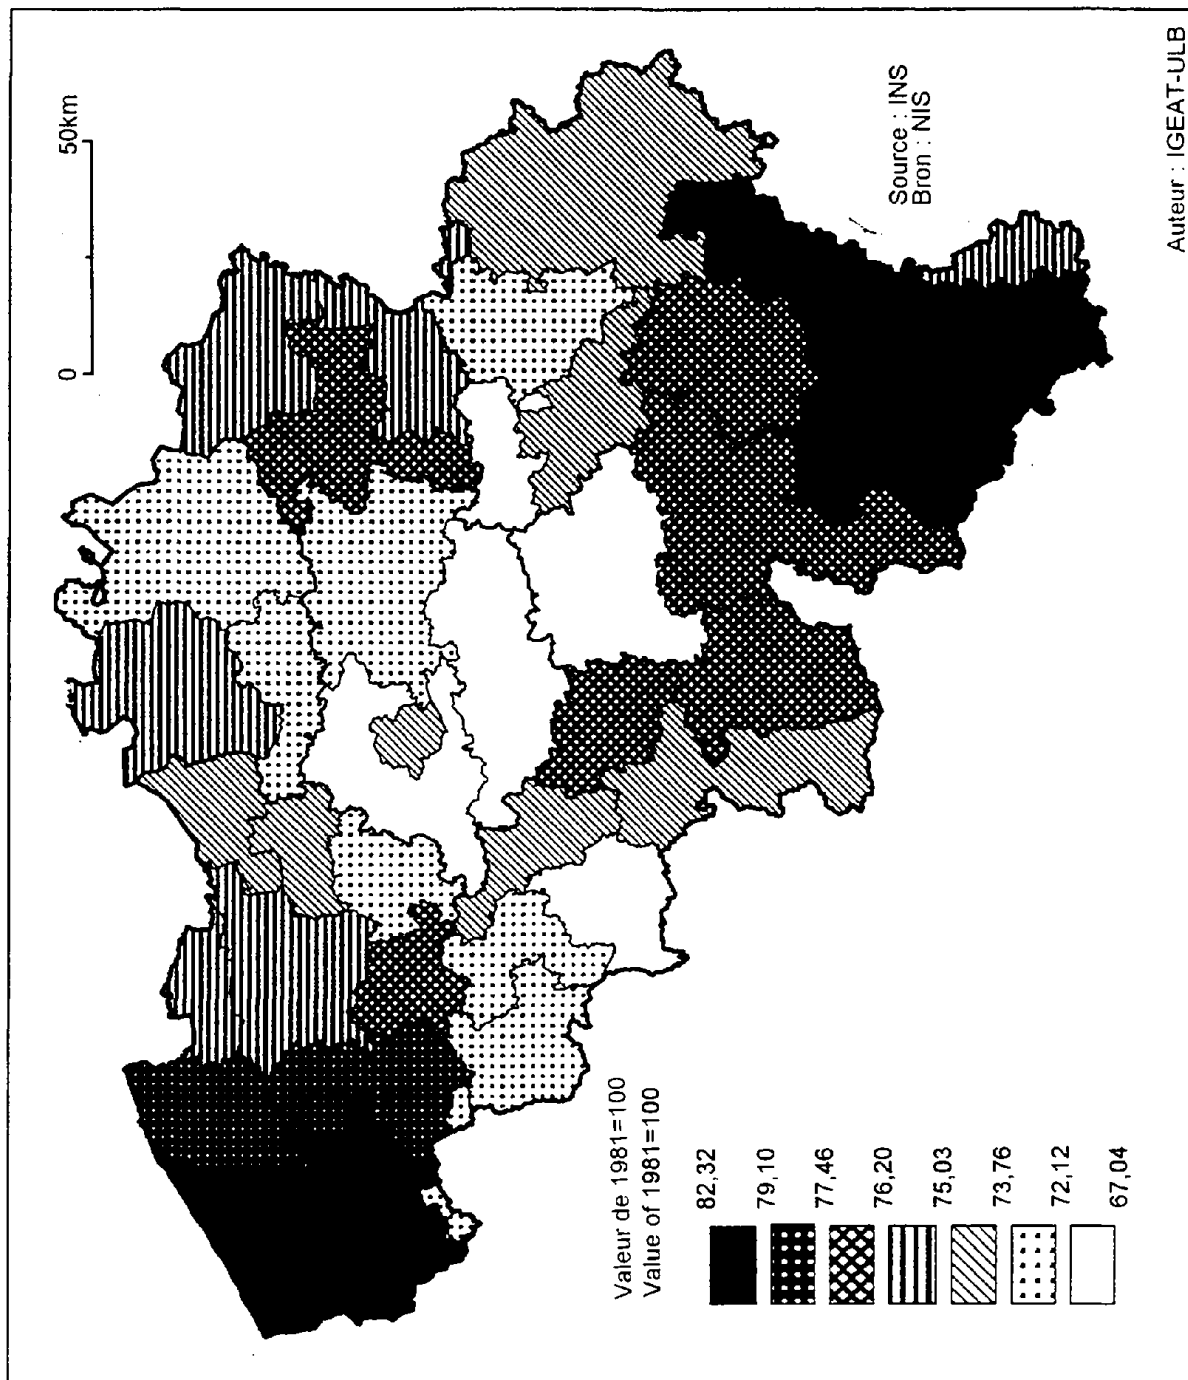 0
50km
Source : INS
Bron : NIS
Auteur : IGEAT-ULB
Valeur de 1981=100
Value of 1981=100
82,32
79,10
77,46
76,20
75,03
73,76
72,12
67,04